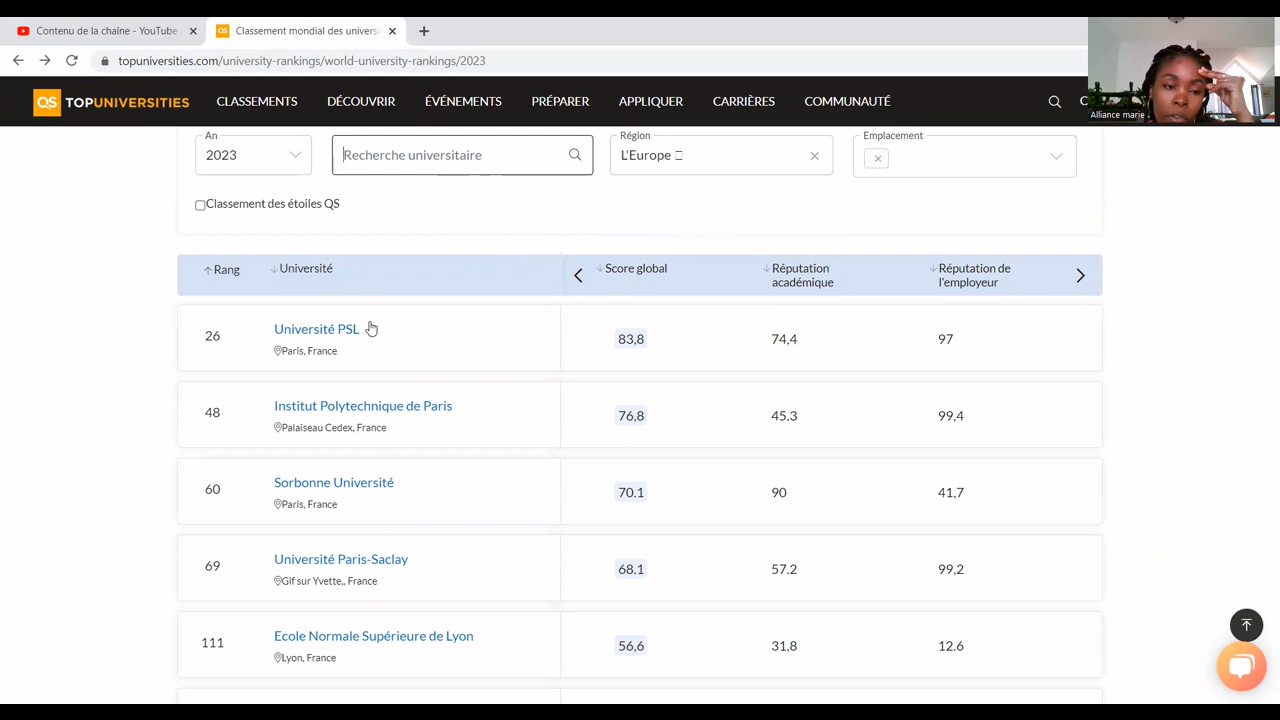 Contenu de la chaîne - YouTube
Classement mondial des univers
topuniversities.com/university-rankings/world-university-rankings/2023
Alliance marie
QS TOPUNIVERSITIES
CLASSEMENTS
DÉCOUVRIR
ÉVÉNEMENTS
PRÉPARER
APPLIQUER
CARRIÈRES
COMMUNAUTÉ
An
2023
Recherche universitaire
Région
L'Europe
Emplacement
Classement des étoiles QS
Rang
Université
Score global
Réputation académique
Réputation de l'employeur
26
Université PSL
Paris, France
83,8
74,4
97
48
Institut Polytechnique de Paris
Palaiseau Cedex, France
76,8
45.3
99,4
60
Sorbonne Université
Paris, France
70.1
90
41,7
69
Université Paris-Saclay
Gif sur Yvette,, France
68.1
57.2
99,2
111
Ecole Normale Supérieure de Lyon
Lyon, France
56,6
31,8
12.6